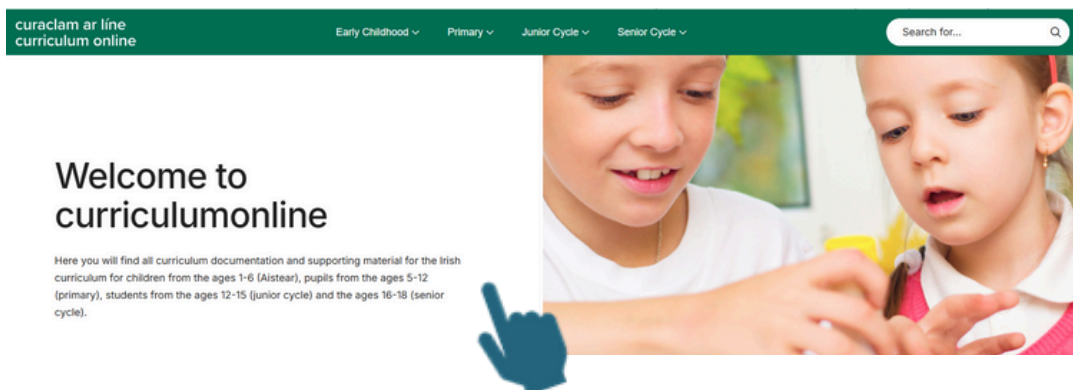 curaclam ar líne
curriculum online
Early Childhood
Primary
Junior Cycle
Senior Cycle
Search for...
Welcome to
curriculumonline
Here you will find all curriculum documentation and supporting material for the Irish
curriculum for children from the ages 1-6 (Aistear), pupils from the ages 5-12
(primary), students from the ages 12-15 (junior cycle) and the ages 16-18 (senior
cycle).